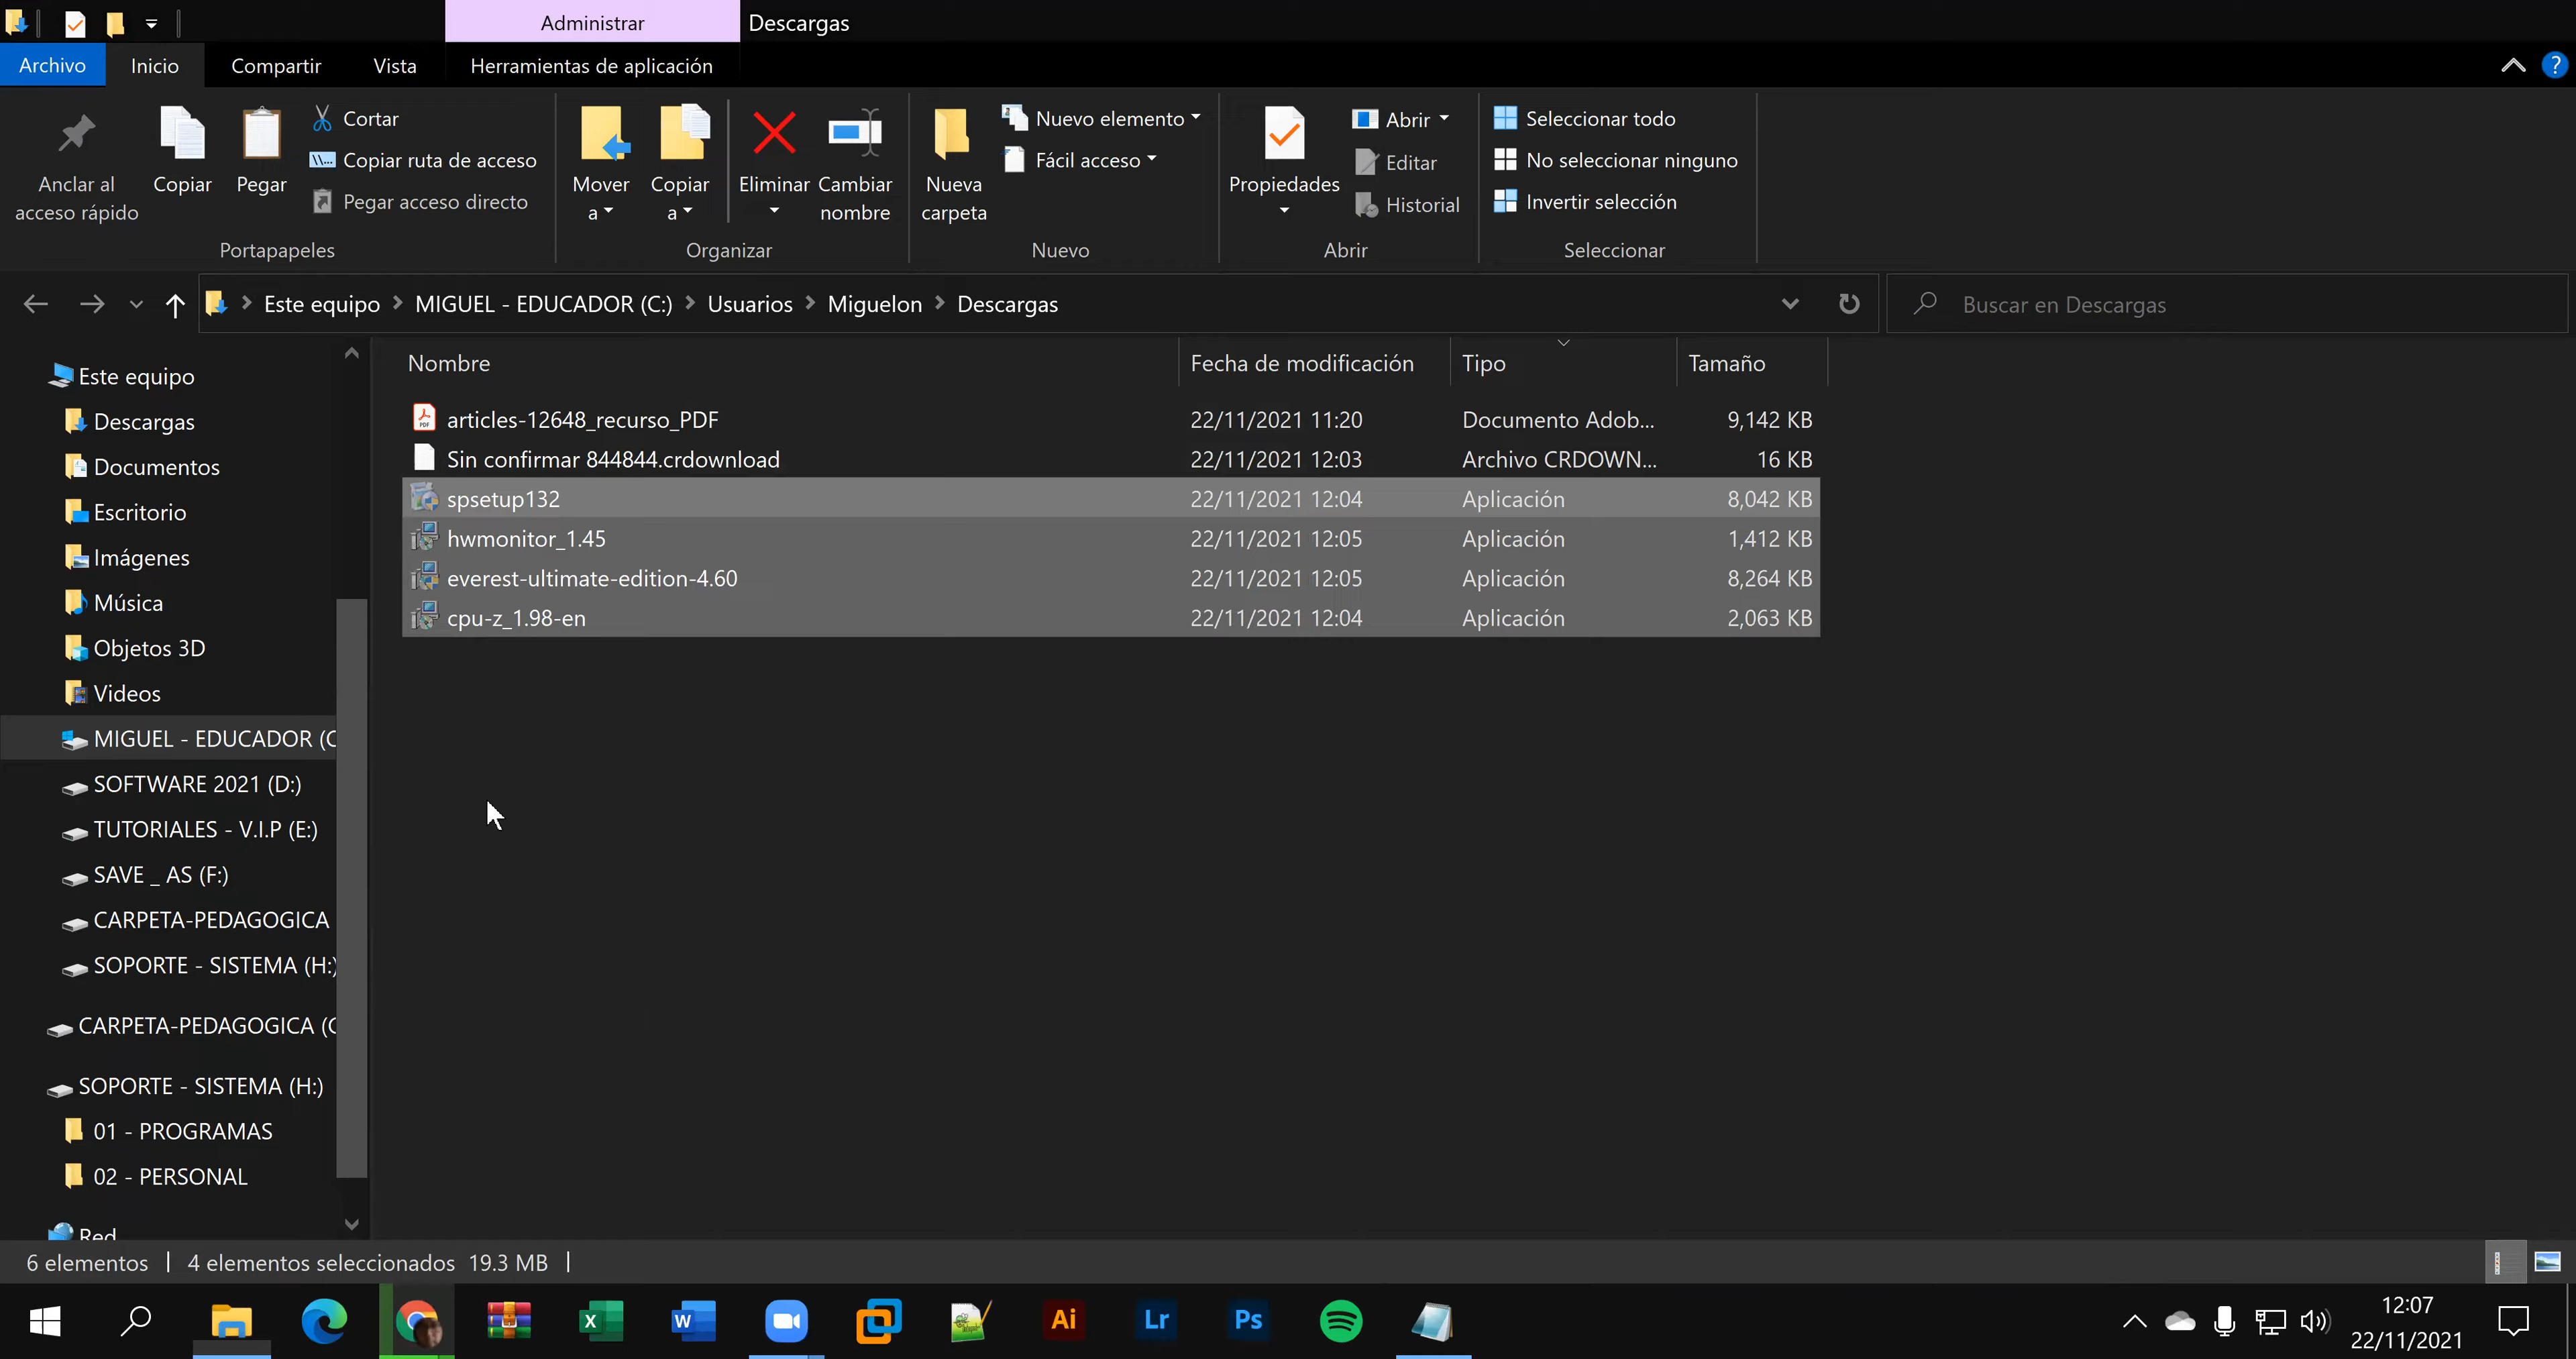 Administrar
Descargas
Archivo
Inicio
Compartir
Vista
Herramientas de aplicación
?
Anclar al
acceso rápido
Copiar
Pegar
Cortar
Copiar ruta de acceso
Pegar acceso directo
Portapapeles
Mover
a
Copiar
a
Eliminar
Cambiar
nombre
Organizar
Nueva
carpeta
Nuevo elemento
Fácil acceso
Nuevo
Propiedades
Abrir
Editar
Historial
Abrir
Seleccionar todo
No seleccionar ninguno
Invertir selección
Seleccionar
Este equipo > MIGUEL - EDUCADOR (C:) > Usuarios > Miguelon > Descargas
Buscar en Descargas
Este equipo
Descargas
Documentos
Escritorio
Imágenes
Música
Objetos 3D
Videos
MIGUEL - EDUCADOR (C
SOFTWARE 2021 (D:)
TUTORIALES - V.I.P (E:)
SAVE _ AS (F:)
CARPETA-PEDAGOGICA
SOPORTE - SISTEMA (H:)
CARPETA-PEDAGOGICA (G
SOPORTE - SISTEMA (H:)
01 - PROGRAMAS
02 - PERSONAL
Red
Nombre Fecha de modificación Tipo Tamaño
articles-12648_recurso_PDF 22/11/2021 11:20 Documento Adob... 9,142 KB
Sin confirmar 844844.crdownload 22/11/2021 12:03 Archivo CRDOWN... 16 KB
spsetup132 22/11/2021 12:04 Aplicación 8,042 KB
hwmonitor_1.45 22/11/2021 12:05 Aplicación 1,412 KB
everest-ultimate-edition-4.60 22/11/2021 12:05 Aplicación 8,264 KB
cpu-z_1.98-en 22/11/2021 12:04 Aplicación 2,063 KB
6 elementos
4 elementos seleccionados 19.3 MB
Ai
Lr
Ps
12:07
22/11/2021